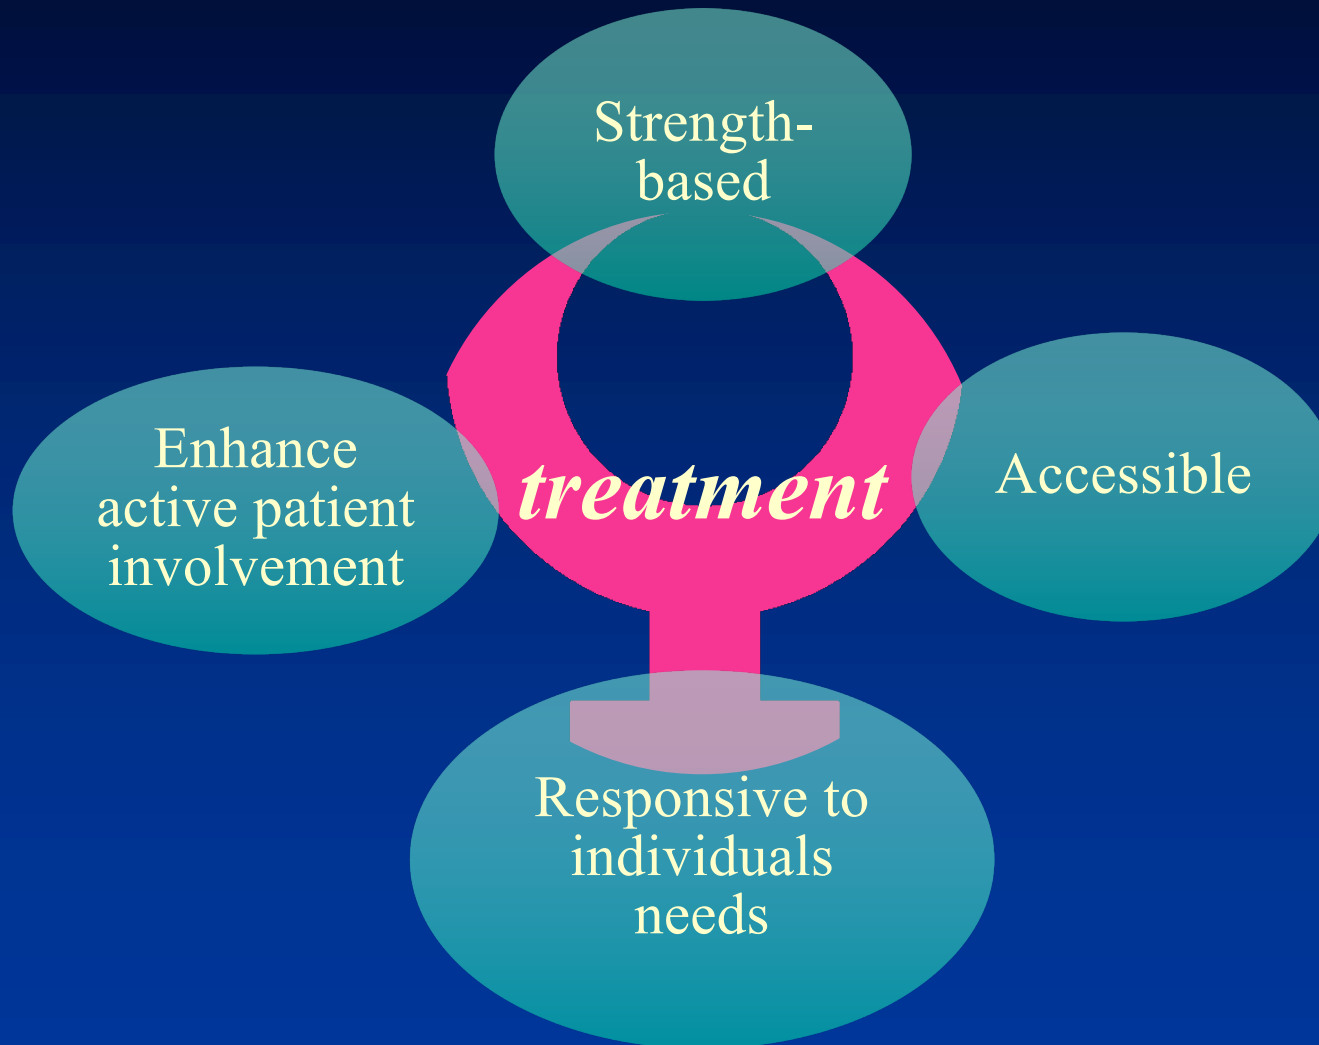 Strength-
based
Enhance
active patient
involvement
treatment
Accessible
Responsive to
individuals
needs